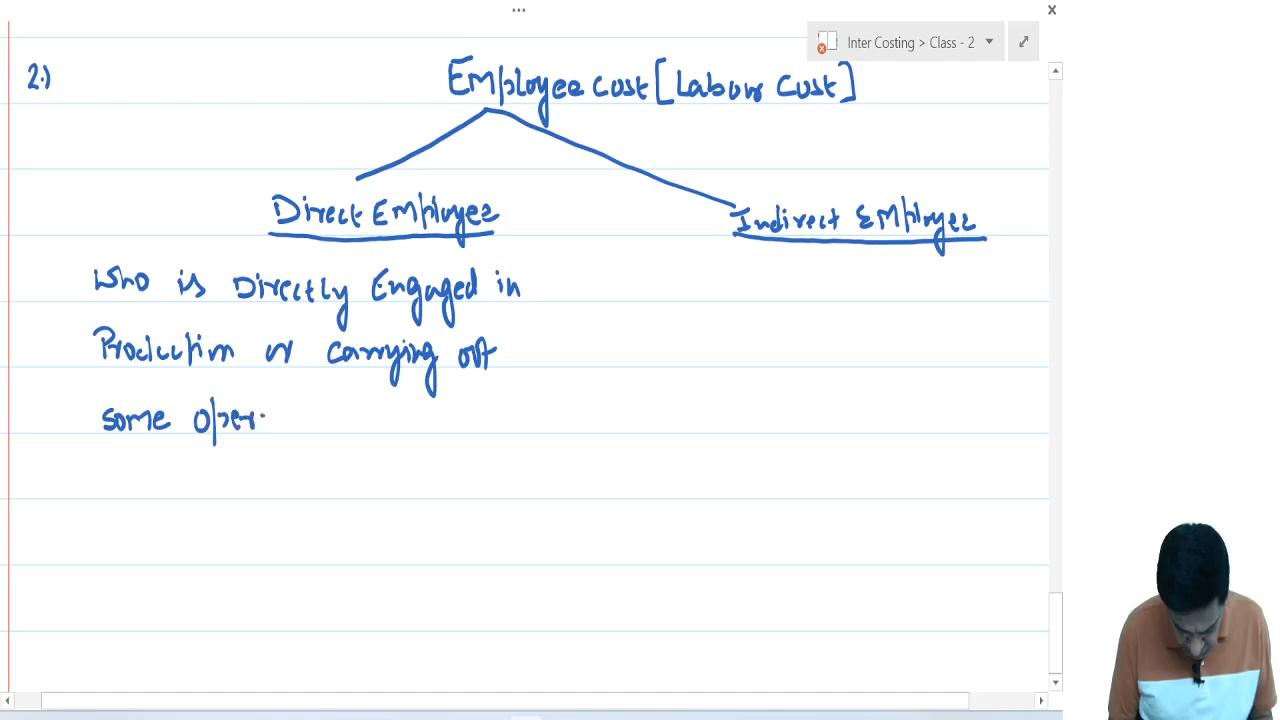 Inter Costing > Class - 2
2.)
Employee Cost [Labour Cost]
Direct Employee
Indirect Employee
Who is Directly Engaged in
Production or Carrying out
some oper